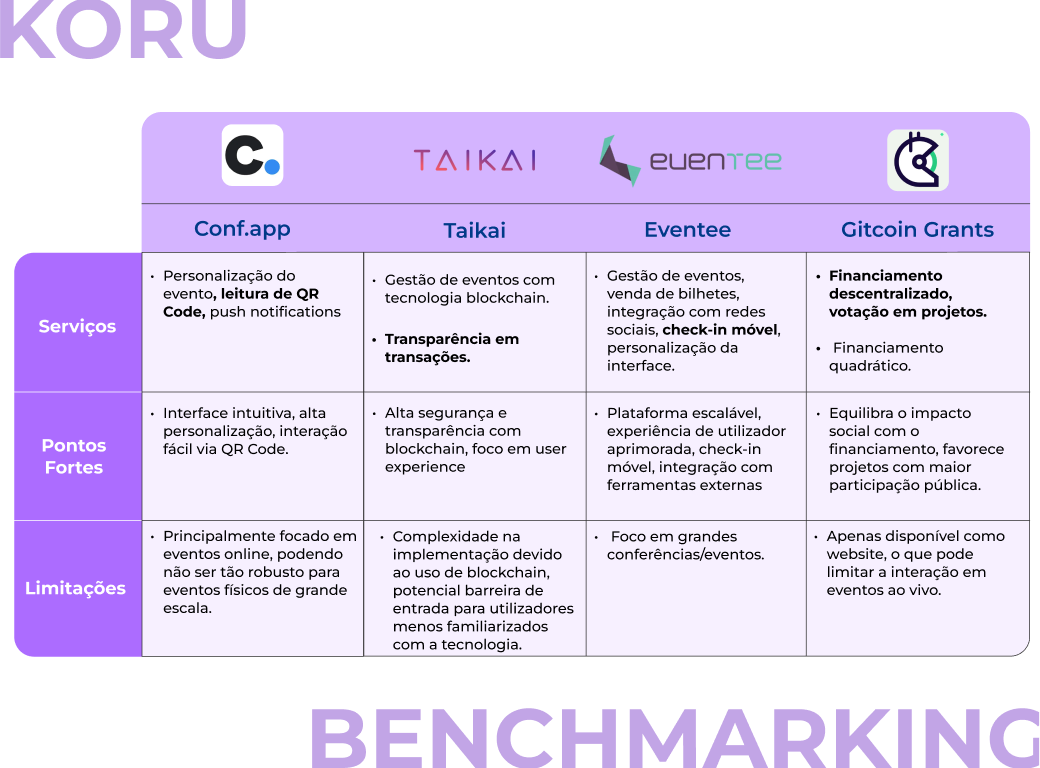 KORU
C.
TAIKAI
eventee
Conf.app
Taikai
Eventee
Gitcoin Grants
Serviços
• Personalização do
evento, leitura de QR
Code, push notifications
• Gestão de eventos com
tecnologia blockchain.
• Transparência em
transações.
• Gestão de eventos,
venda de bilhetes,
integração com redes
sociais, check-in móvel,
personalização da
interface.
• Financiamento
descentralizado,
votação em projetos.
• Financiamento
quadrático.
Pontos
Fortes
• Interface intuitiva, alta
personalização, interação
fácil via QR Code.
• Alta segurança e
transparência com
blockchain, foco em user
experience
• Plataforma escalável,
experiência de utilizador
aprimorada, check-in
móvel, integração com
ferramentas externas
• Equilibra o impacto
social com o
financiamento, favorece
projetos com maior
participação pública.
Limitações
• Principalmente focado em
eventos online, podendo
não ser tão robusto para
eventos físicos de grande
escala.
• Complexidade na
implementação devido
ao uso de blockchain,
potencial barreira de
entrada para utilizadores
menos familiarizados
com a tecnologia.
• Foco em grandes
conferências/eventos.
• Apenas disponível como
website, o que pode
limitar a interação em
eventos ao vivo.
BENCHMARKING